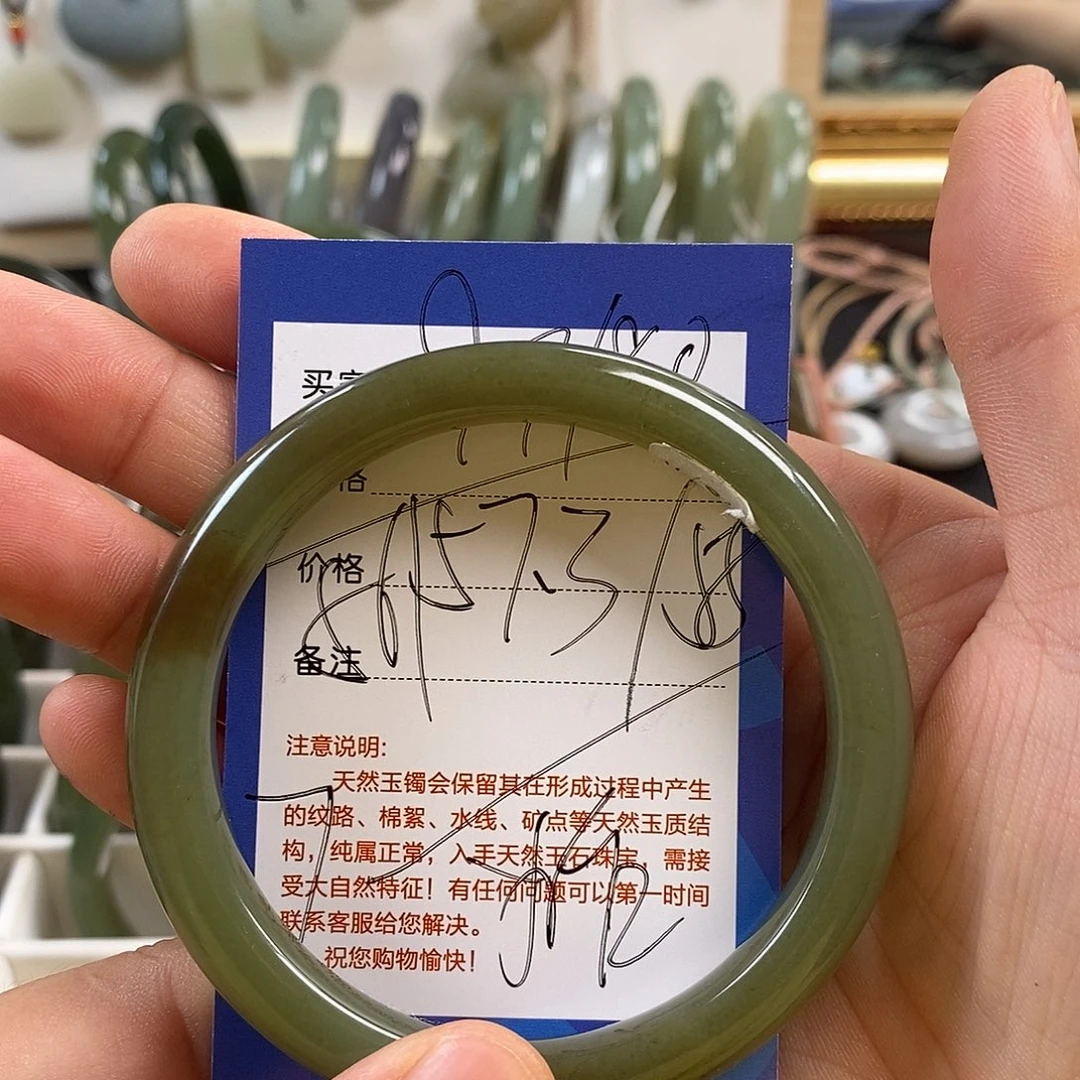 买家
格
价格
57.3/
备注
注意说明:
天然玉镯会保留其在形成过程中产生
的纹路、棉絮、水线、矿点等天然玉质结
构，纯属正常，入手天然玉石珠宝，需接
受大自然特征！有任何问题可以第一时间
联系客服给您解决。
祝您购物愉快！